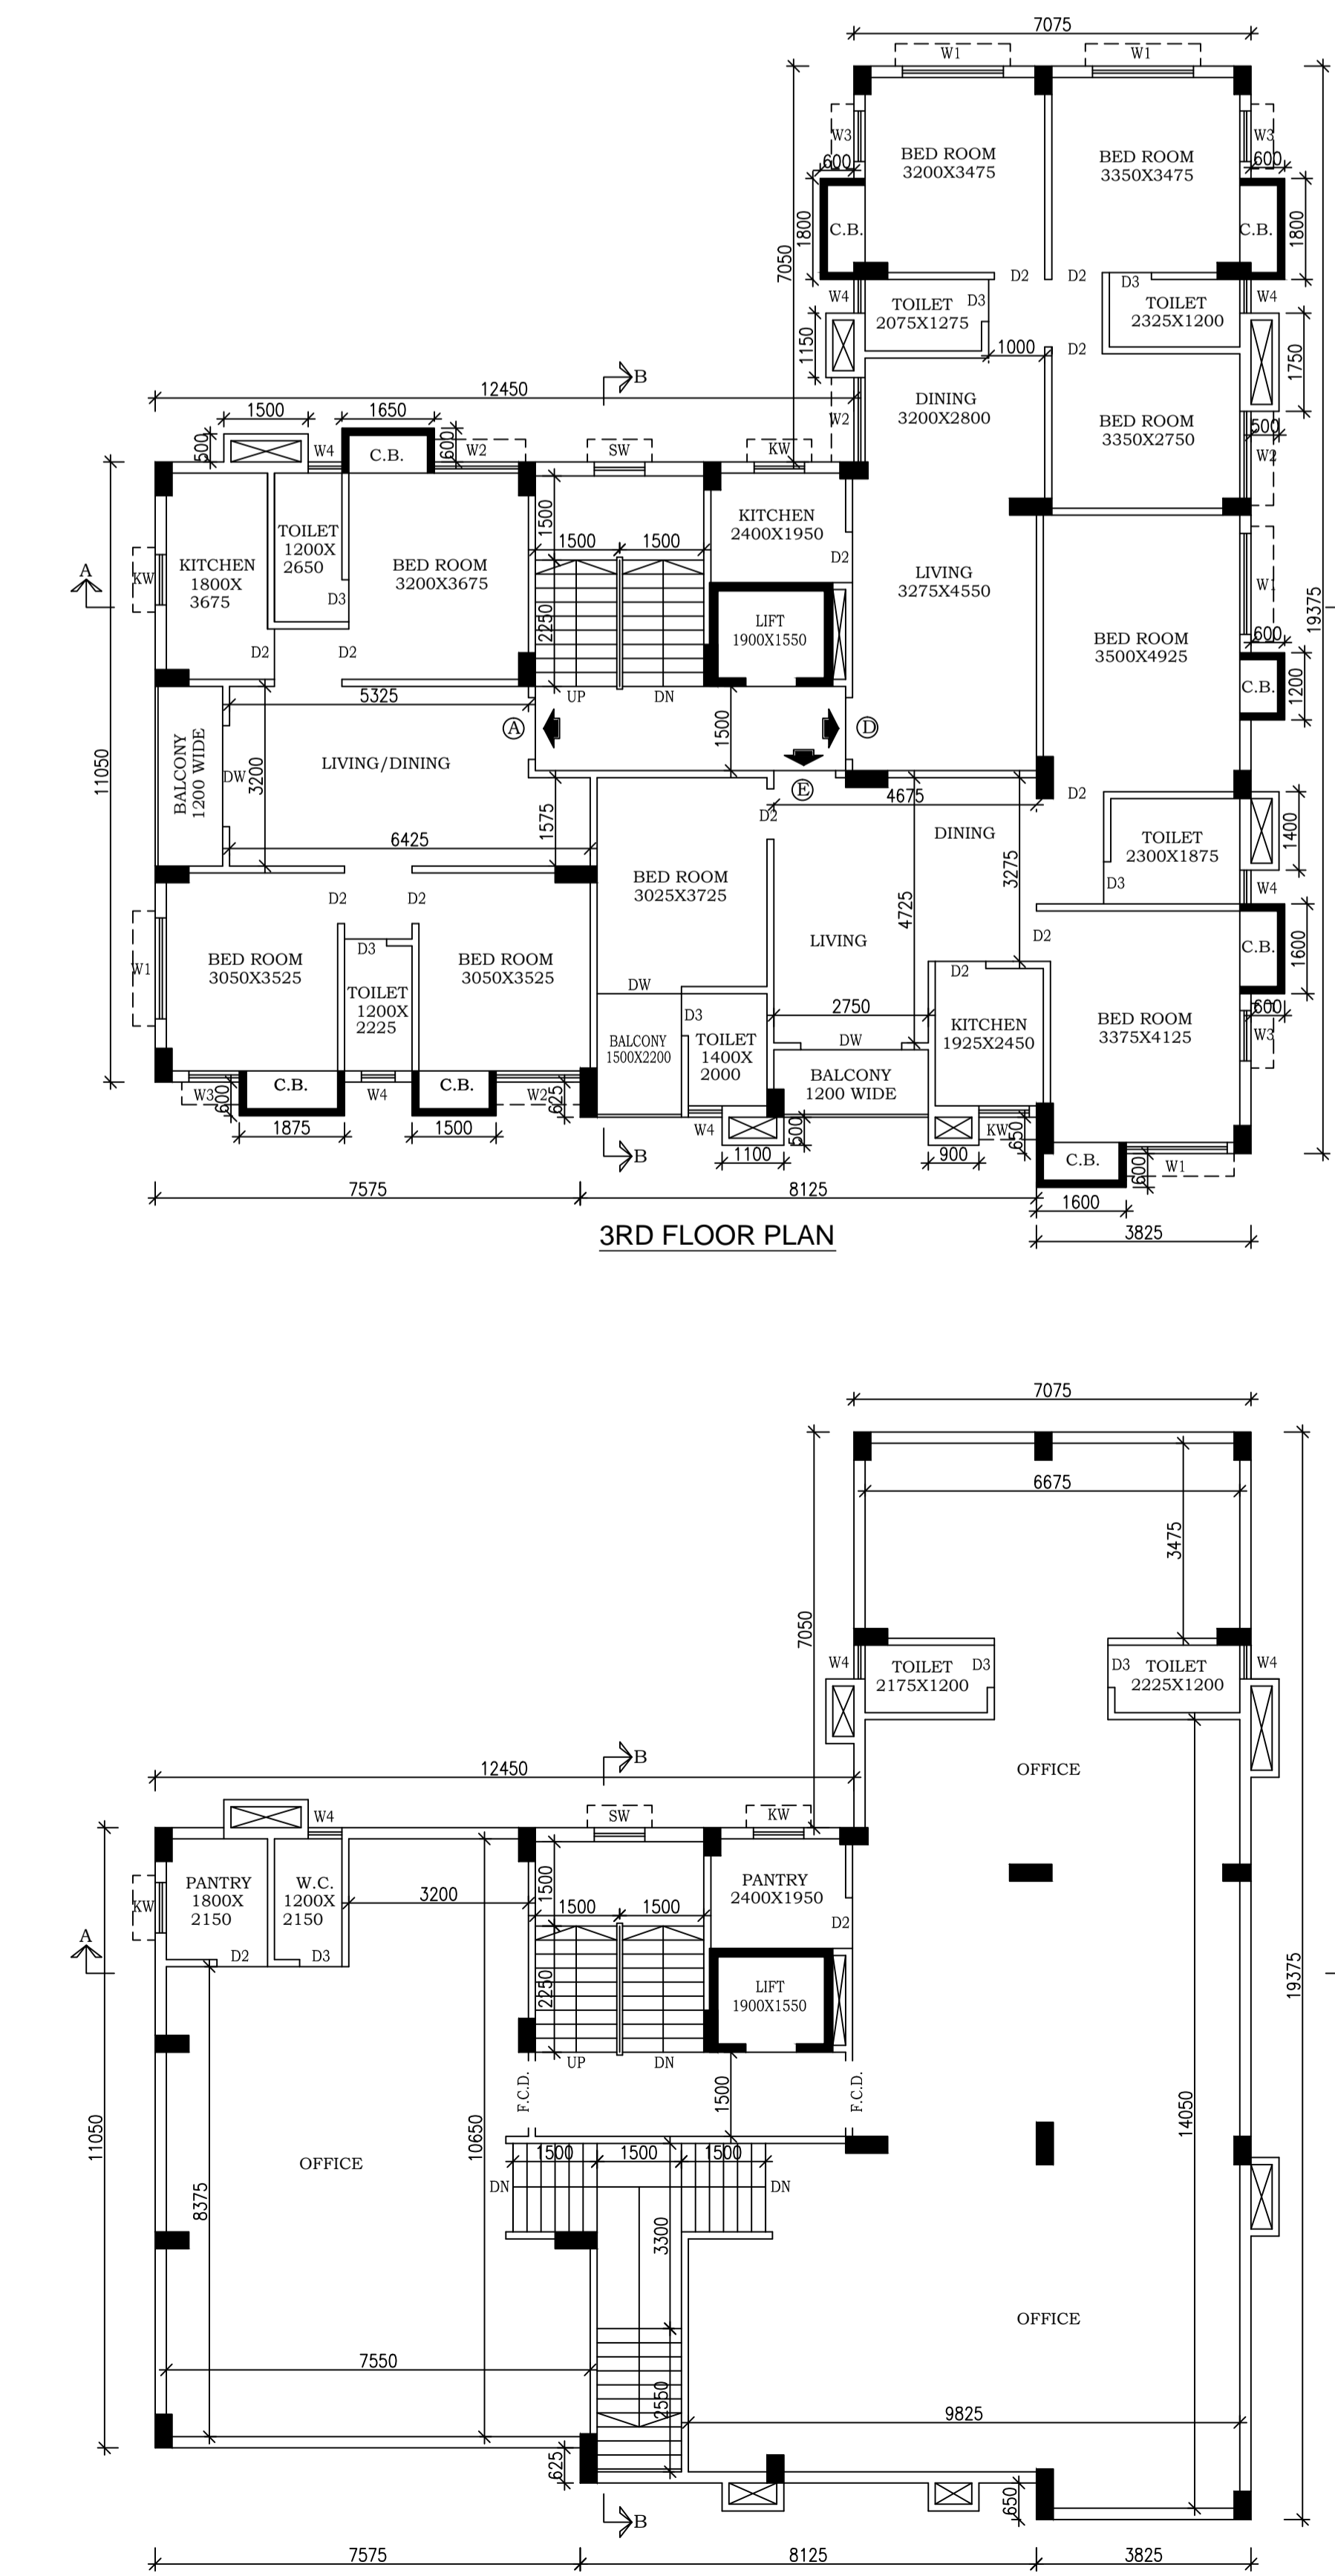 7075
W1
W1
W3
W3
BED ROOM
3200X3475
BED ROOM
3350X3475
600
600
1800
C.B.
C.B.
1800
7050
D2
D2
W4
D3
D3
W4
TOILET
2075X1275
TOILET
2325X1200
1150
1000
D2
1750
B
12450
1500
1650
DINING
3200X2800
W2
BED ROOM
3350X2750
500
W2
500
W4
C.B.
600
W2
SW
KW
1500
KITCHEN
2400X1950
TOILET
1200X
2650
1500
1500
D2
A
KW
KITCHEN
1800X
3675
BED ROOM
3200X3675
LIVING
3275X4550
W1
D3
2250
LIFT
1900X1550
19375
600
BED ROOM
3500X4925
D2
D2
C.B.
1200
5325
UP
DN
A
1500
D
BALCONY
1200 WIDE
DW
3200
LIVING/DINING
11050
E
4675
D2
D2
1575
DINING
1400
6425
TOILET
2300X1875
3275
BED ROOM
3025X3725
D3
W4
D2
D2
4725
LIVING
D2
C.B.
1600
W1
BED ROOM
3050X3525
D3
BED ROOM
3050X3525
D2
DW
TOILET
1200X
2225
2750
600
D3
KITCHEN
1925X2450
BED ROOM
3375X4125
W3
BALCONY
1500X2200
TOILET
1400X
2000
DW
BALCONY
1200 WIDE
W3
600
C.B.
W4
C.B.
W2
625
1875
1500
W4
500
KW
650
B
1100
900
C.B.
600
W1
7575
8125
1600
3RD FLOOR PLAN
3825
7075
6675
3475
7050
W4
TOILET
2175X1200
D3
D3
TOILET
2225X1200
W4
B
12450
OFFICE
W4
SW
KW
KW
PANTRY
1800X
2150
W.C.
1200X
2150
3200
1500
1500
1500
PANTRY
2400X1950
D2
A
D2
D3
2250
LIFT
1900X1550
19375
UP
DN
F.C.D.
1500
F.C.D.
11050
10650
14050
OFFICE
1500
1500
1500
DN
DN
8375
3300
OFFICE
7550
2550
9825
625
650
B
7575
8125
3825